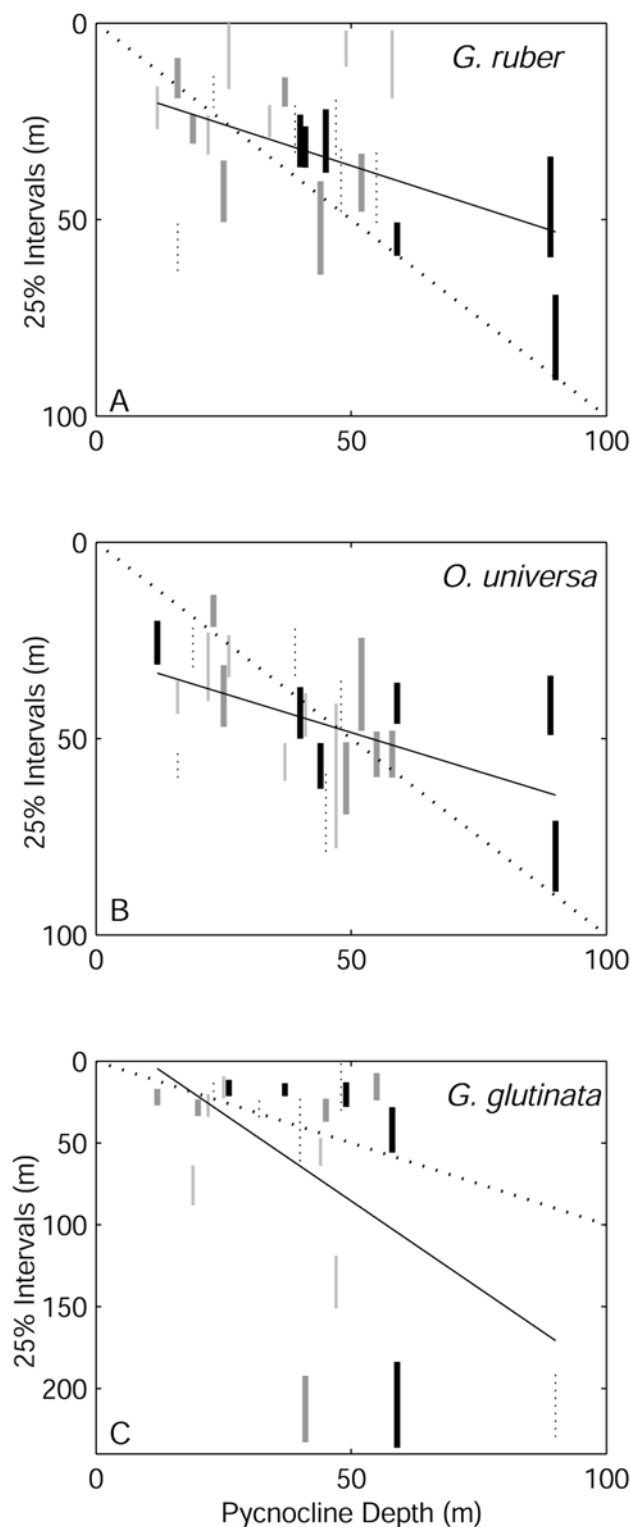 0
G. ruber
25% Intervals (m)
50
100
A
0
50
100
0
O. universa
25% Intervals (m)
50
100
B
0
50
100
0
G. glutinata
50
25% Intervals (m)
100
150
200
C
0
50
100
Pycnocline Depth (m)